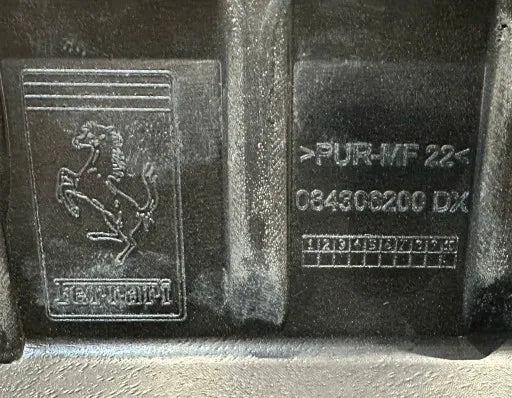 Ferrari
>PUR-MF 22<
084306200 DX
1 2 3 4 5 6 7 8 9 10